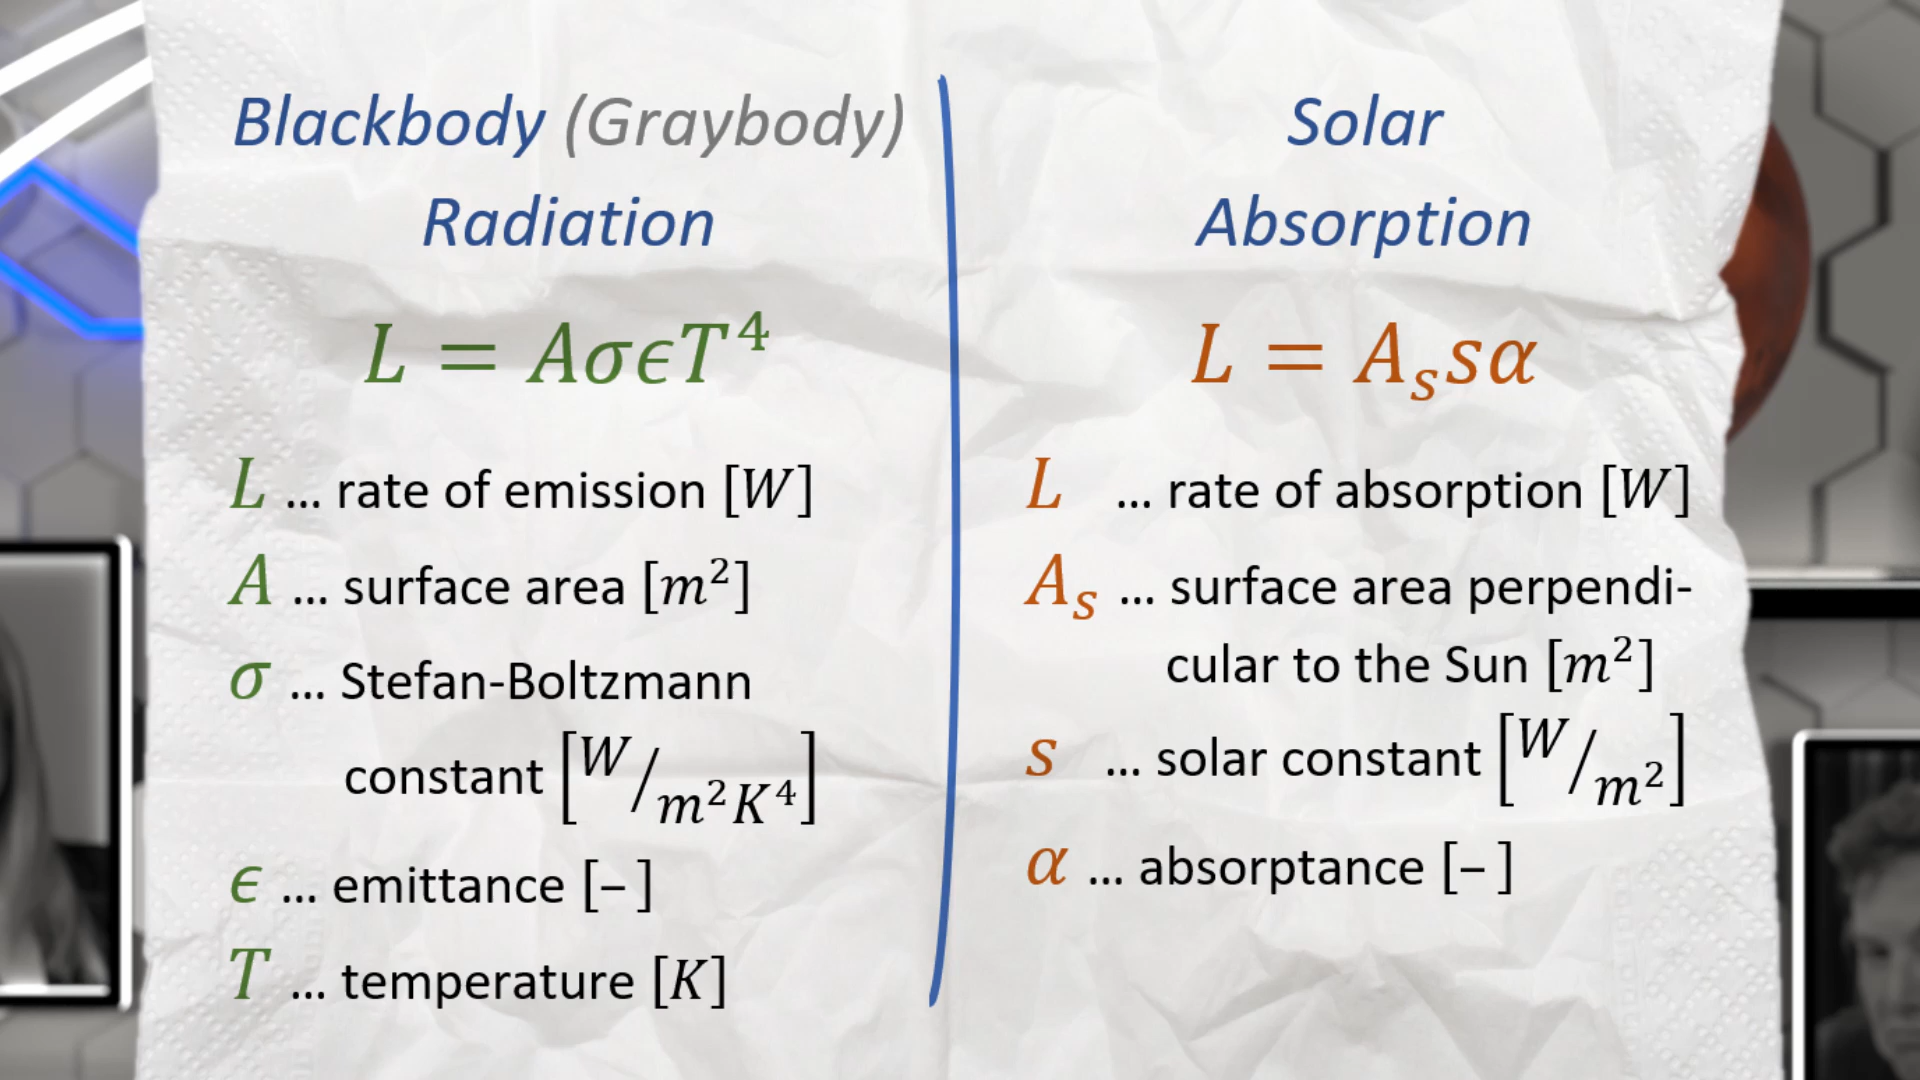 Blackbody (Graybody)
Radiation
L = AσϵT⁴
L ... rate of emission [W]
A ... surface area [m²]
σ ... Stefan-Boltzmann
constant [W/m²K⁴]
ϵ ... emittance [– ]
T ... temperature [K]
Solar
Absorption
L = Aₛsα
L ... rate of absorption [W]
Aₛ ... surface area perpendi-
cular to the Sun [m²]
s ... solar constant [W/m²]
α ... absorptance [– ]